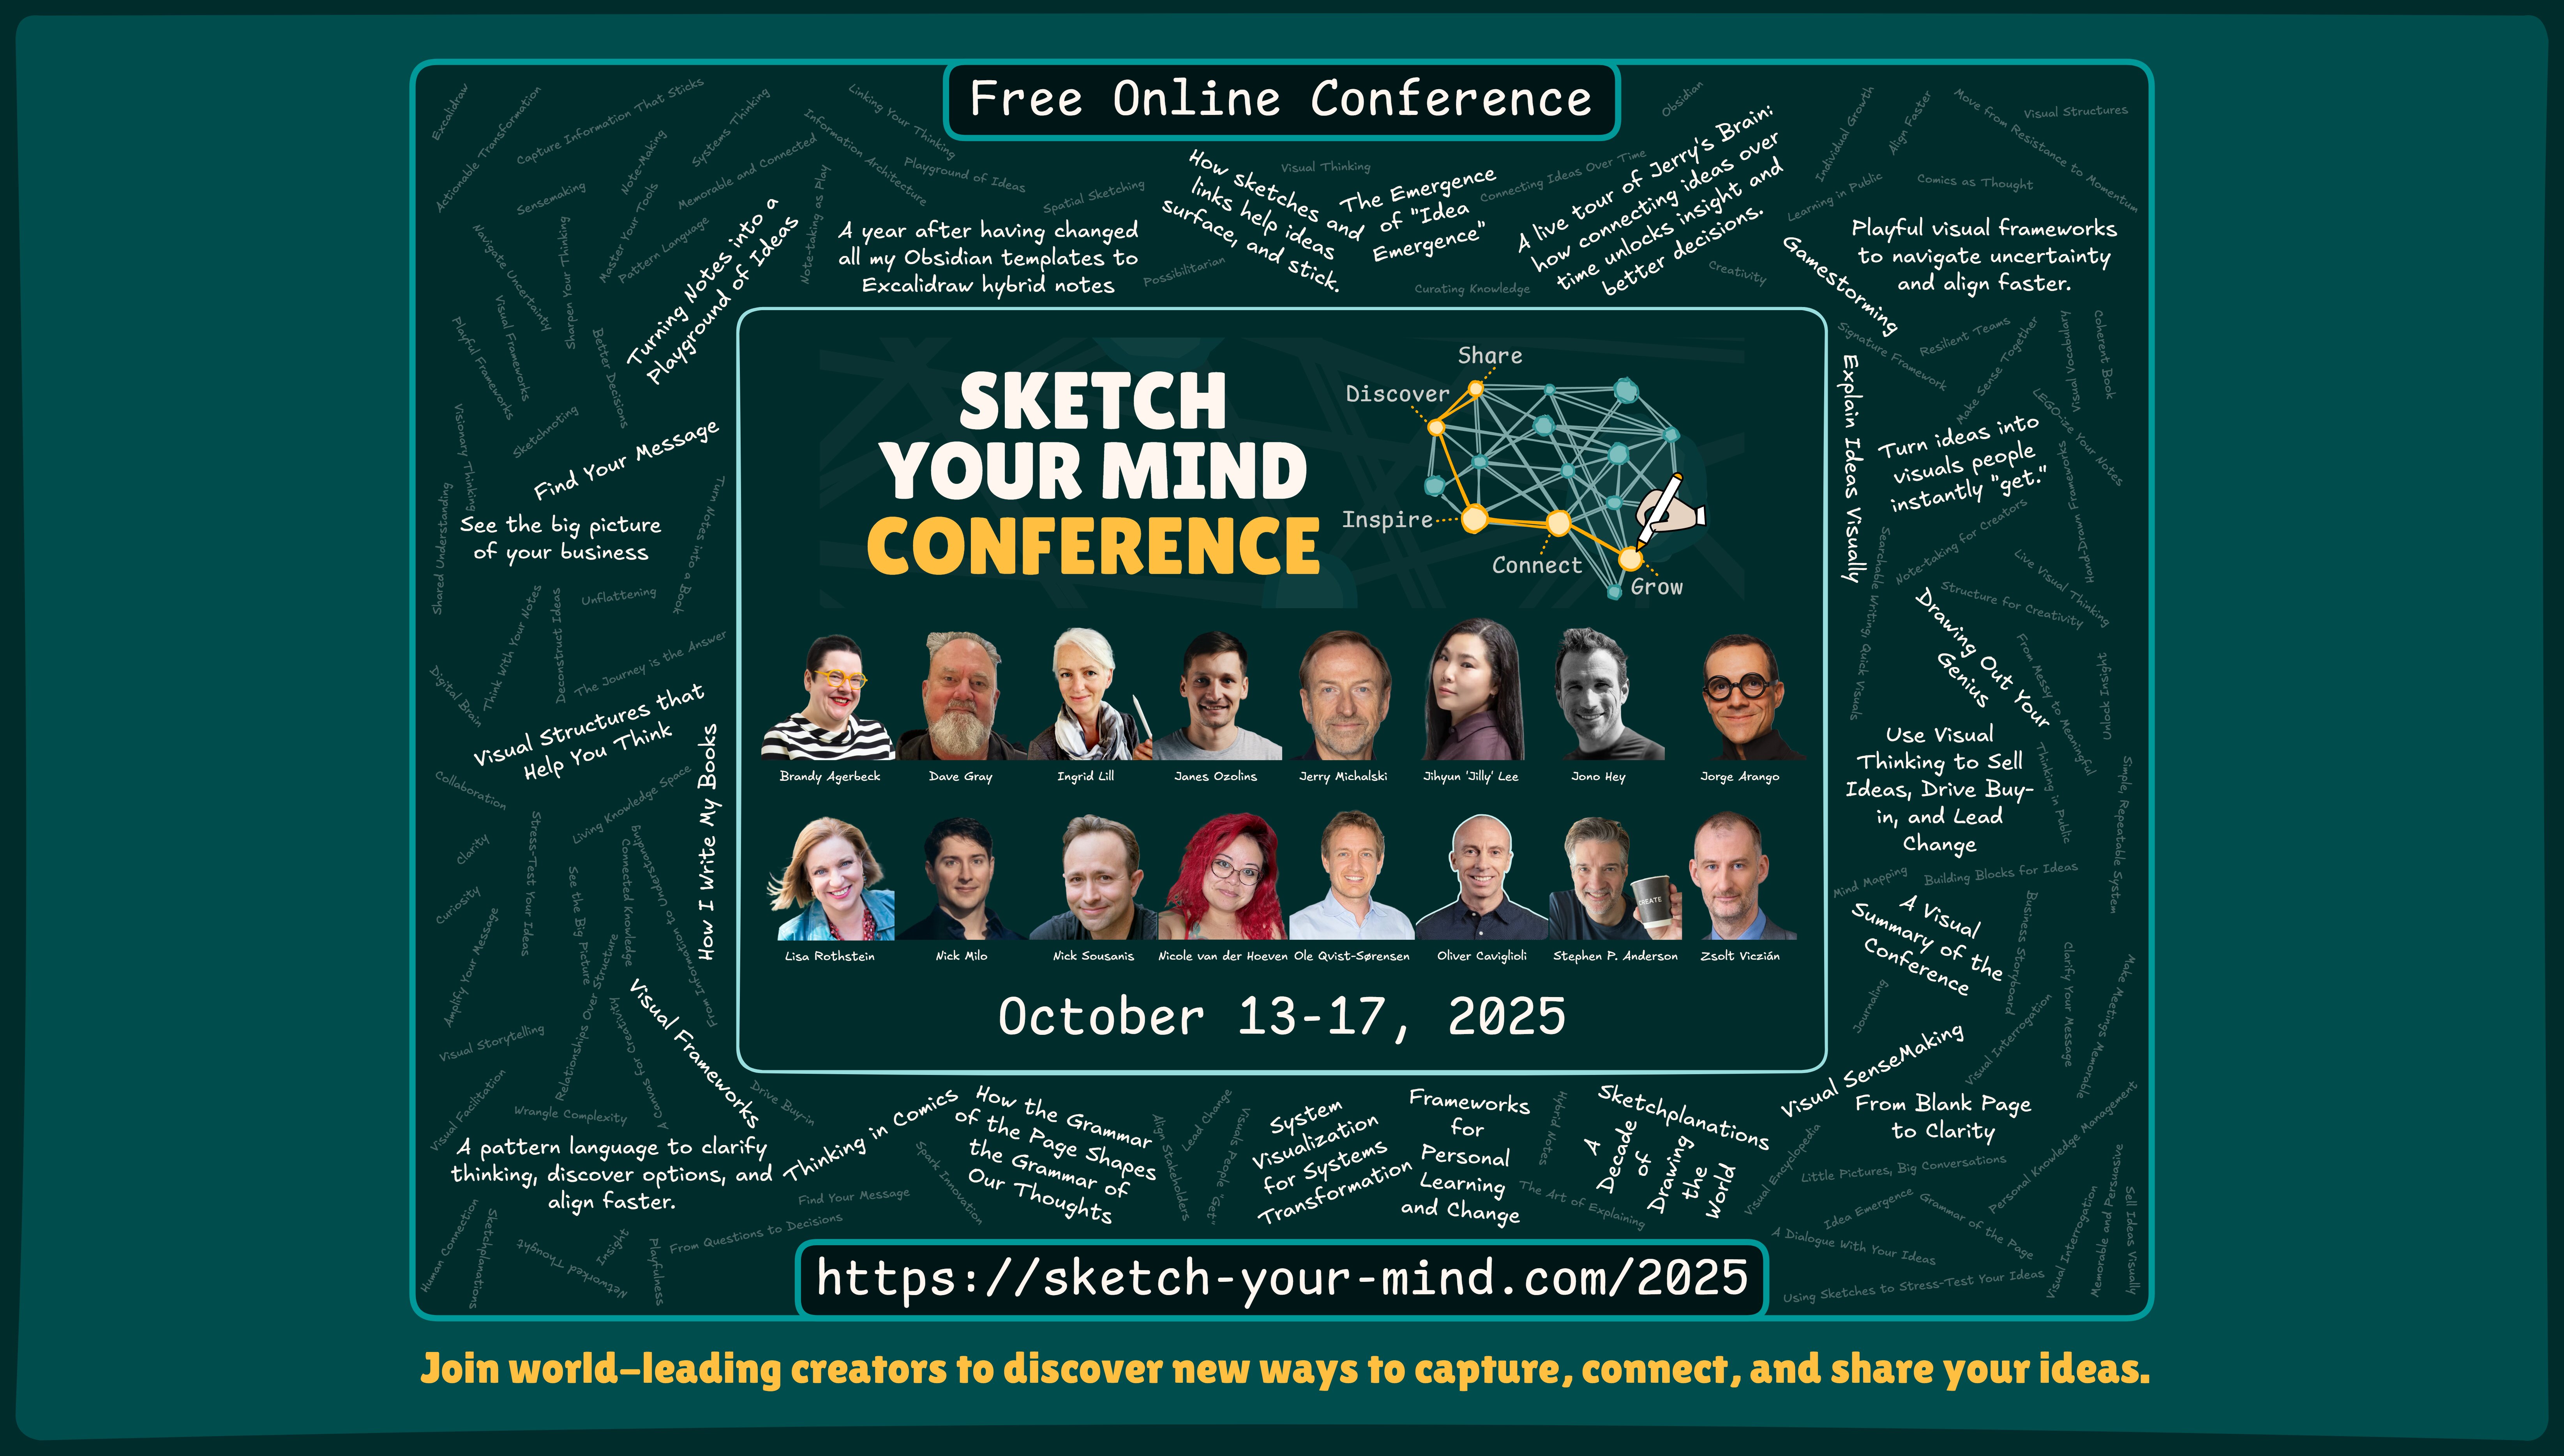 Free Online Conference
Excalidraw
Actionable Transformation
Capture Information That Sticks
Note-Making
Systems Thinking
Linking Your Thinking
Information Architecture
Playground of Ideas
Memorable and Connected
Sensemaking
Master Your Tools
Pattern Language
Note-taking as Play
Navigate Uncertainty
Sharpen Your Thinking
Spatial Sketching
Visual Thinking
Connecting Ideas Over Time
Obsidian
Possibilitarian
Curating Knowledge
Creativity
Individual Growth
Align Faster
Move from Resistance to Momentum
Visual Structures
Learning in Public
Comics as Thought
Turning Notes into a
Playground of Ideas
A year after having changed
all my Obsidian templates to
Excalidraw hybrid notes
How sketches and
links help ideas
surface, and stick.
The Emergence
of "Idea
Emergence"
A live tour of Jerry's Brain:
how connecting ideas over
time unlocks insight and
better decisions.
Gamestorming
Playful visual frameworks
to navigate uncertainty
and align faster.
Playful Frameworks
Visual Frameworks
Better Decisions
Visionary Thinking
Sketchnoting
Find Your Message
See the big picture
of your business
Shared Understanding
Turn Notes into a Book
Unflattening
Think With Your Notes
Deconstruct Ideas
The Journey is the Answer
Digital Brain
Visual Structures that
Help You Think
How I Write My Books
Collaboration
Living Knowledge Space
Clarity
Stress-Test Your Ideas
Curiosity
See the Big Picture
Connected Knowledge
From Information to Understanding
Amplify Your Message
Relationships Over Structure
A Canvas for Creativity
Visual Storytelling
Visual Facilitation
Wrangle Complexity
Visual Frameworks
Drive Buy-in
SKETCH
YOUR MIND
CONFERENCE
Share
Discover
Inspire
Connect
Grow
Brandy Agerbeck
Dave Gray
Ingrid Lill
Janes Ozolins
Jerry Michalski
Jihyun 'Jilly' Lee
Jono Hey
Jorge Arango
CREATE
Lisa Rothstein
Nick Milo
Nick Sousanis
Nicole van der Hoeven
Ole Qvist-Sørensen
Oliver Caviglioli
Stephen P. Anderson
Zsolt Viczián
October 13-17, 2025
Signature Framework
Resilient Teams
Make Sense Together
Visual Vocabulary
Coherent Book
LEGO-ize Your Notes
Explain Ideas Visually
Turn ideas into
visuals people
instantly "get."
Hand-Drawn Frameworks
Searchable Writing, Quick Visuals
Note-taking for Creators
Live Visual Thinking
Structure for Creativity
Drawing Out Your
Genius
From Messy to Meaningful
Unlock Insight
Use Visual
Thinking to Sell
Ideas, Drive Buy-
in, and Lead
Change
Thinking in Public
Simple, Repeatable System
Mind Mapping
Building Blocks for Ideas
A Visual
Summary of the
Conference
Business Storyboard
Clarify Your Message
Make Meetings Memorable
Journaling
Visual Interrogation
Visual SenseMaking
From Blank Page
to Clarity
Personal Knowledge Management
A pattern language to clarify
thinking, discover options, and
align faster.
Thinking in Comics
How the Grammar
of the Page Shapes
the Grammar of
Our Thoughts
Align Stakeholders
Lead Change
Visuals People "Get"
System
Visualization
for Systems
Transformation
Frameworks
for
Personal
Learning
and Change
Hybrid Notes
Sketchplanations
A
Decade
of
Drawing
the
World
The Art of Explaining
Visual Encyclopedia
Little Pictures, Big Conversations
Idea Emergence
Grammar of the Page
A Dialogue With Your Ideas
Using Sketches to Stress-Test Your Ideas
Visual Interrogation
Memorable and Persuasive
Sell Ideas Visually
Human Connection
Sketchplanations
Networked Thought
Insight
Playfulness
From Questions to Decisions
Find Your Message
Spark Innovation
https://sketch-your-mind.com/2025
Join world-leading creators to discover new ways to capture, connect, and share your ideas.